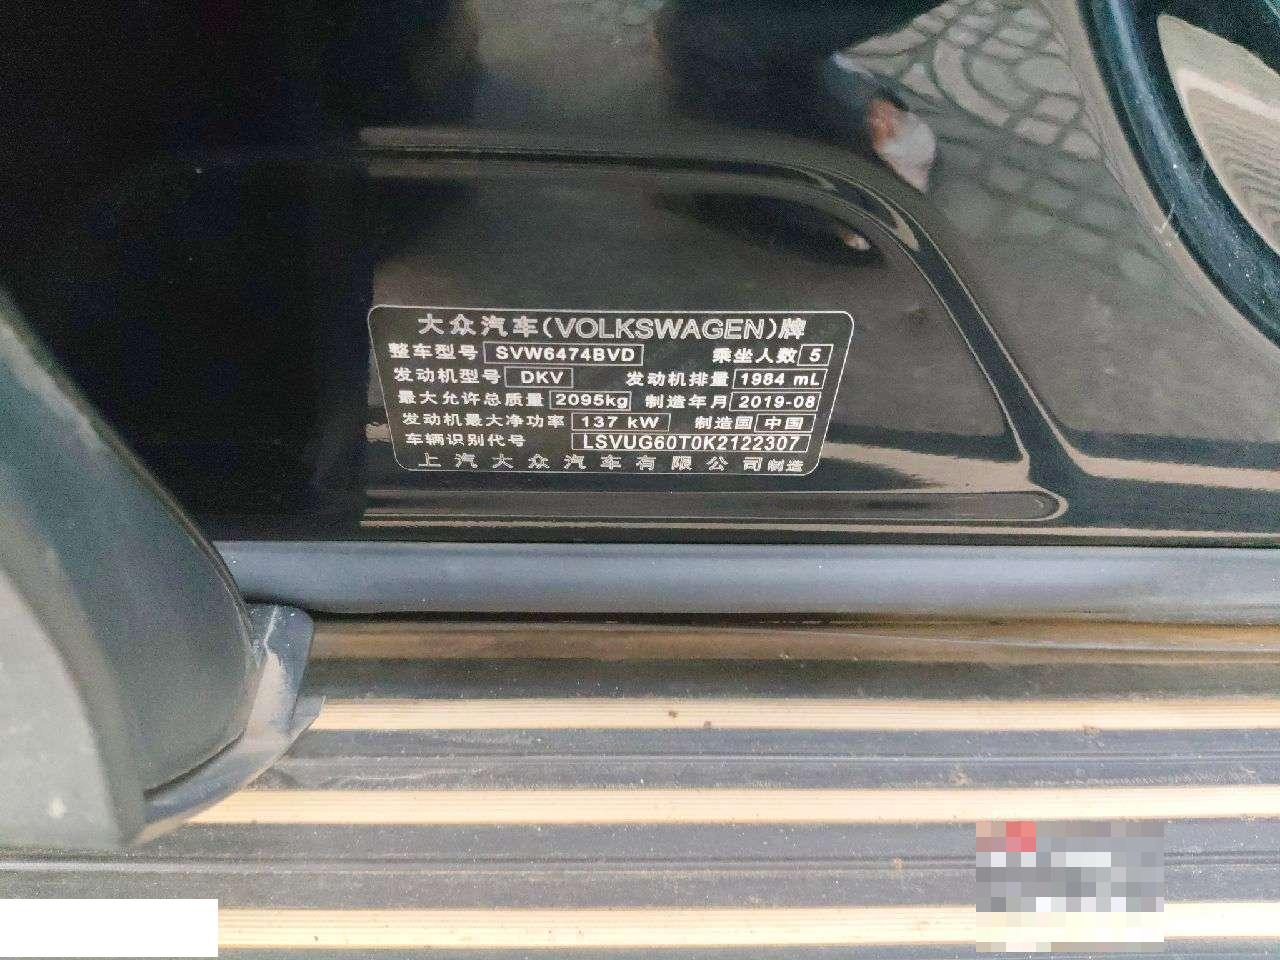 大众汽车(VOLKSWAGEN)牌
整车型号 SVW6474BVD 乘坐人数 5
发动机型号 DKV 发动机排量 1984 mL
最大允许总质量 2095kg 制造年月 2019-08
发动机最大净功率 137 kW 制造国 中国
车辆识别代号 LSVUG60T0K2122307
上汽大众汽车有限公司制造